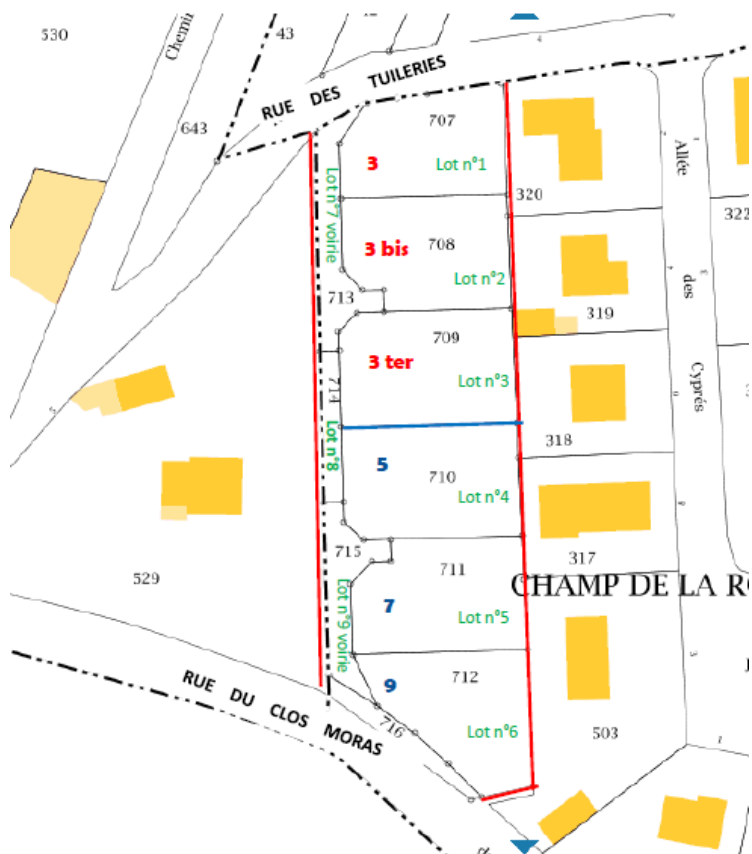 530
43
Chemin
RUE DES TUILERIES
4
643
707
3
Lot n°1
Allée
320
322
Lot n°7 voirie
3 bis
708
Lot n°2
des
713
319
709
3 ter
714
Lot n°3
Cyprés
318
Lot n°8
5
710
Lot n°4
715
317
711
529
CHAMP DE LA RO
Lot n°9 voirie
7
Lot n°5
712
9
RUE DU CLOS MORAS
716
Lot n°6
503